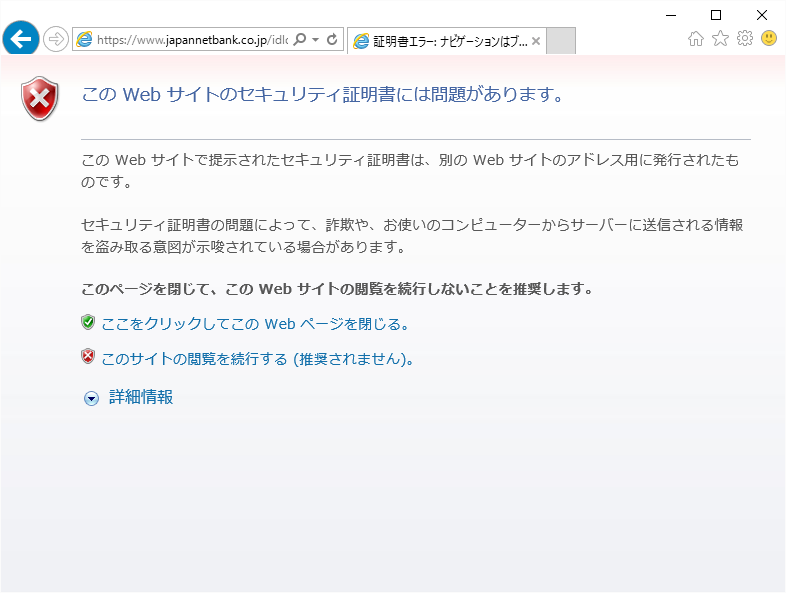 https://www.japannetbank.co.jp/idlc
証明書エラー: ナビゲーションはブ...
この Web サイトのセキュリティ証明書には問題があります。
この Web サイトで提示されたセキュリティ証明書は、別の Web サイトのアドレス用に発行されたも
のです。
セキュリティ証明書の問題によって、詐欺や、お使いのコンピューターからサーバーに送信される情報
を盗み取る意図が示唆されている場合があります。
このページを閉じて、この Web サイトの閲覧を続行しないことを推奨します。
ここをクリックしてこの Web ページを閉じる。
このサイトの閲覧を続行する (推奨されません)。
詳細情報